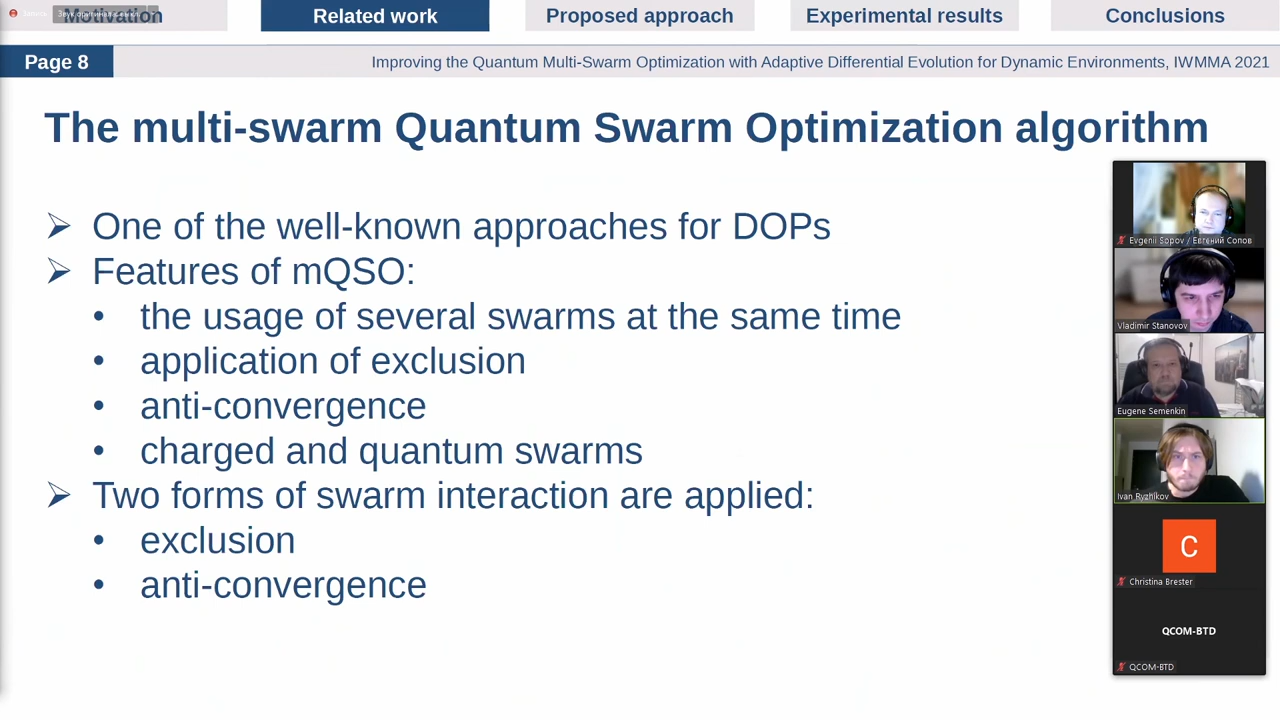 Motivation
Related work
Proposed approach
Experimental results
Conclusions
Page 8
Improving the Quantum Multi-Swarm Optimization with Adaptive Differential Evolution for Dynamic Environments, IWMMA 2021
The multi-swarm Quantum Swarm Optimization algorithm
One of the well-known approaches for DOPs
Features of mQSO:
• the usage of several swarms at the same time
• application of exclusion
• anti-convergence
• charged and quantum swarms
Two forms of swarm interaction are applied:
• exclusion
• anti-convergence
Evgenii Sopov / Евгений Сопов
Vladimir Stanovov
Eugene Semenkin
Ivan Ryzhikov
C
Christina Brester
QCOM-BTD
QCOM-BTD